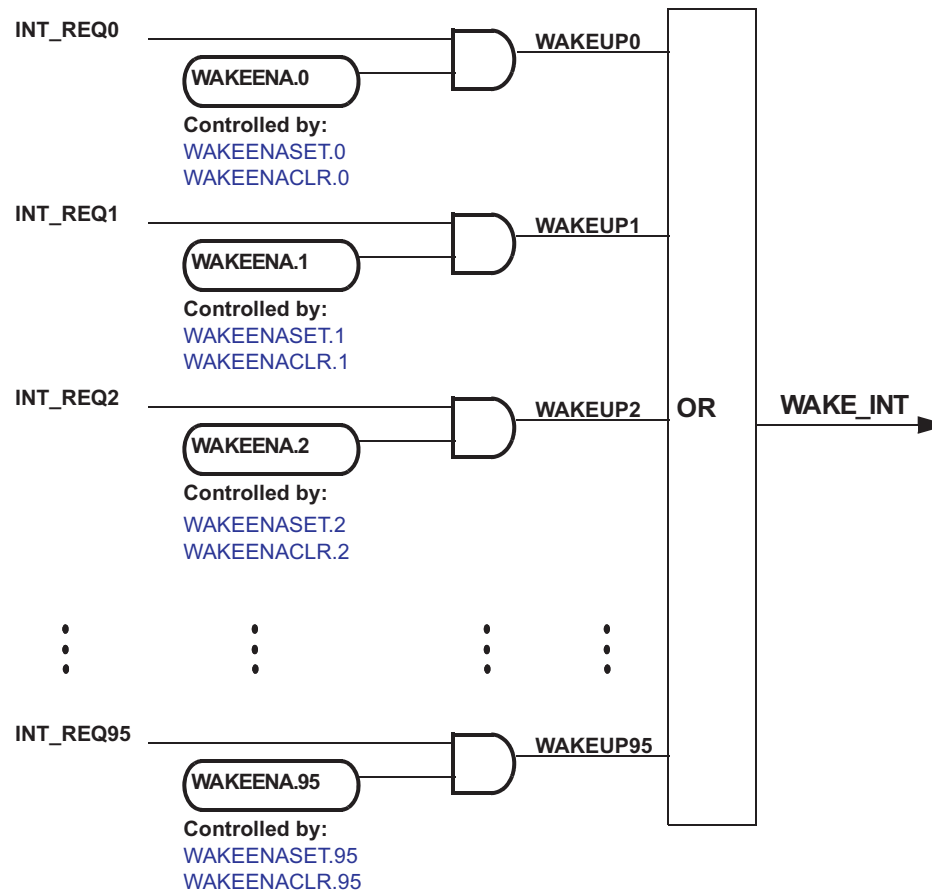 INT_REQ0
WAKEUP0
WAKEENA.0
Controlled by:
WAKEENASET.0
WAKEENACLR.0
INT_REQ1
WAKEUP1
WAKEENA.1
Controlled by:
WAKEENASET.1
WAKEENACLR.1
INT_REQ2
WAKEUP2
OR
WAKE_INT
WAKEENA.2
Controlled by:
WAKEENASET.2
WAKEENACLR.2
INT_REQ95
WAKEUP95
WAKEENA.95
Controlled by:
WAKEENASET.95
WAKEENACLR.95